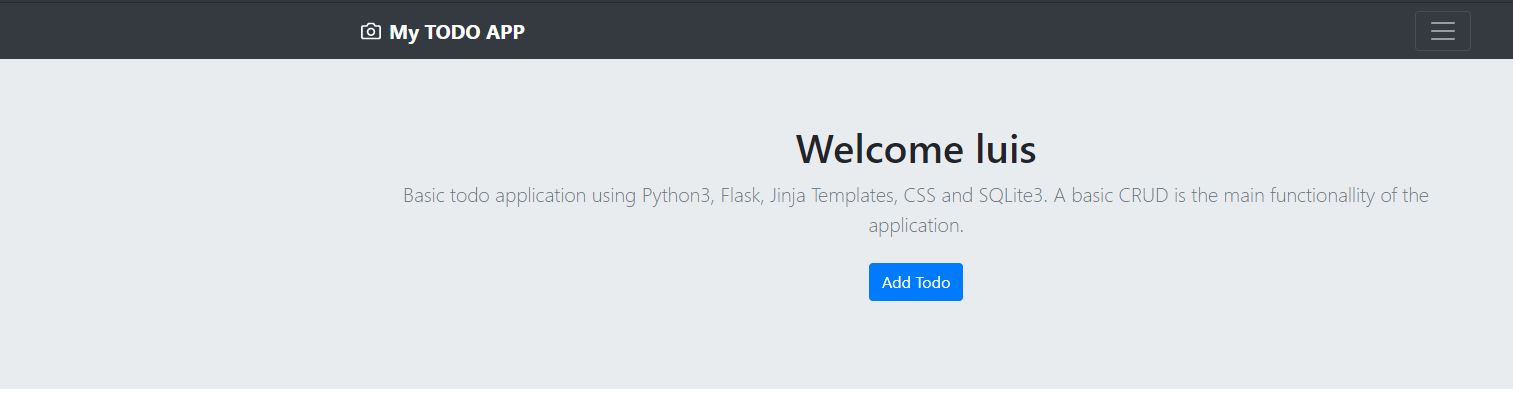 My TODO APP
Welcome luis
Basic todo application using Python3, Flask, Jinja Templates, CSS and SQLite3. A basic CRUD is the main functionallity of the
application.
Add Todo